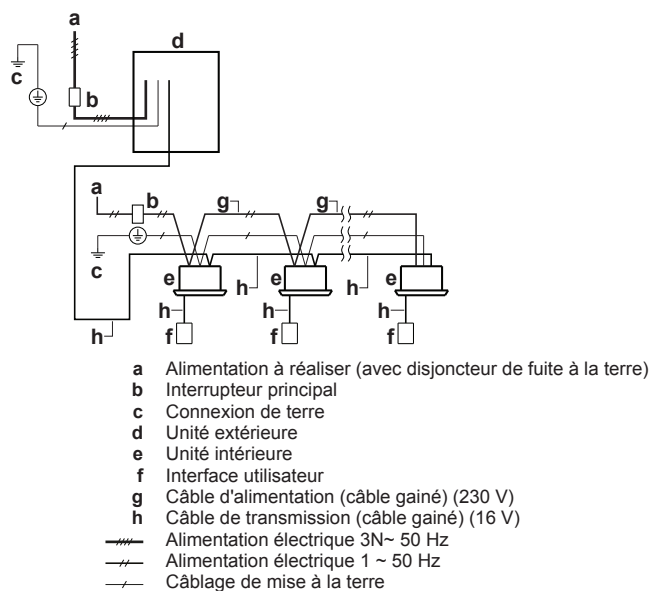 a
d
c
b
a
b
g
g
c
e
e
e
h
h
h
h
h
h
f
f
f
a Alimentation à réaliser (avec disjoncteur de fuite à la terre)
b Interrupteur principal
c Connexion de terre
d Unité extérieure
e Unité intérieure
f Interface utilisateur
g Câble d'alimentation (câble gainé) (230 V)
h Câble de transmission (câble gainé) (16 V)
Alimentation électrique 3N~ 50 Hz
Alimentation électrique 1 ~ 50 Hz
Câblage de mise à la terre